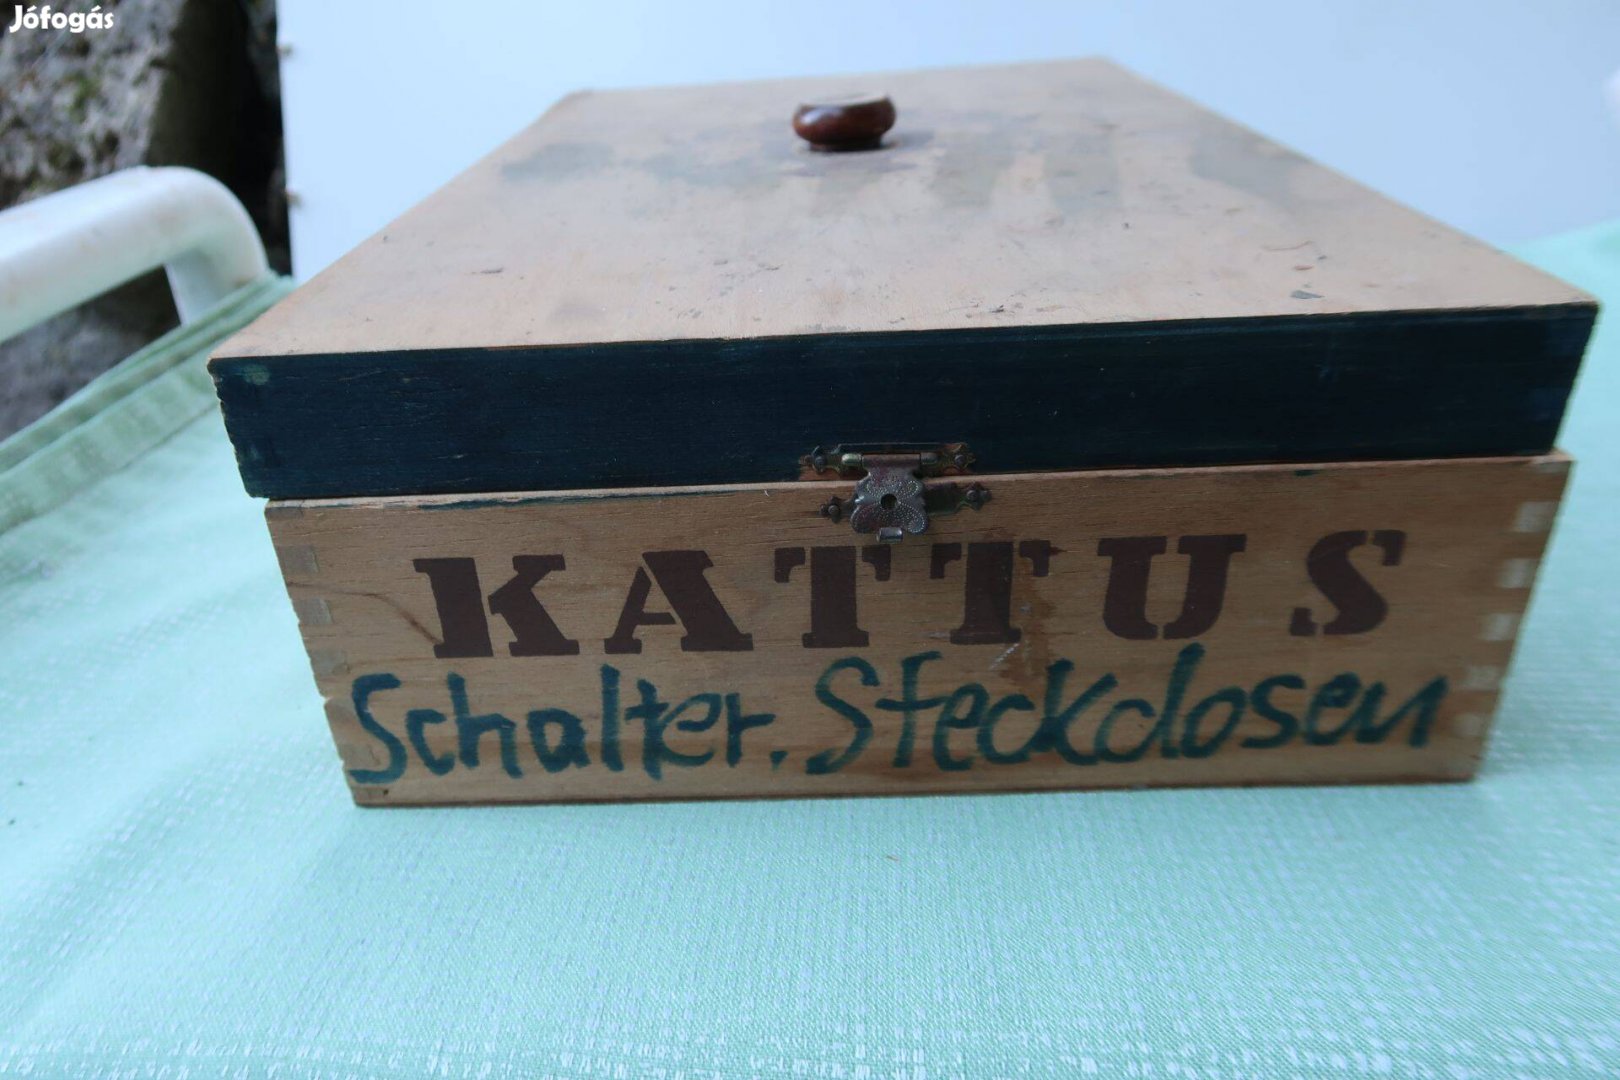 Jófogás
KATTUS
Schalter. Steckdosen